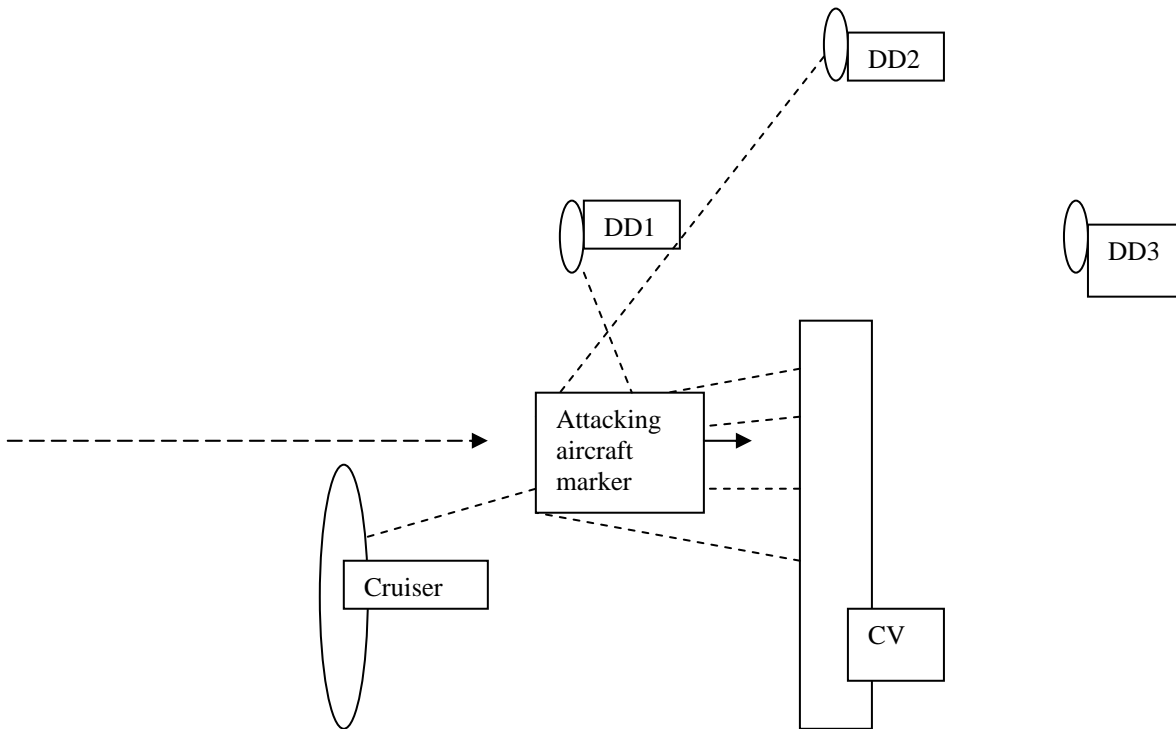 DD2
DD1
DD3
Attacking
aircraft
marker
Cruiser
CV